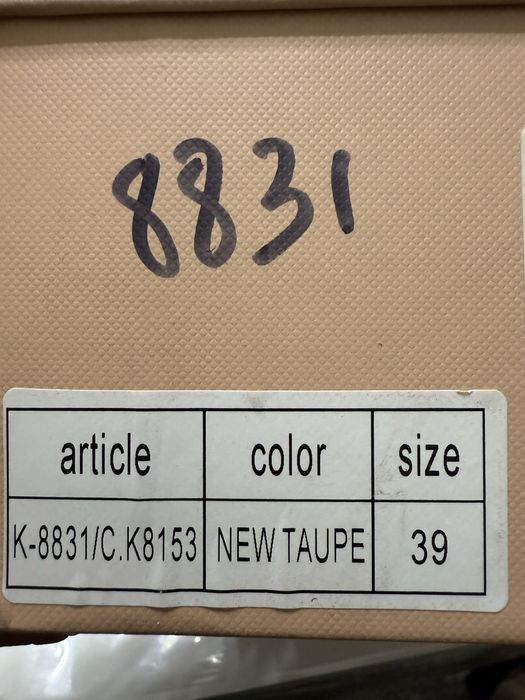 8831
article color size
K-8831/C.K8153 NEW TAUPE 39